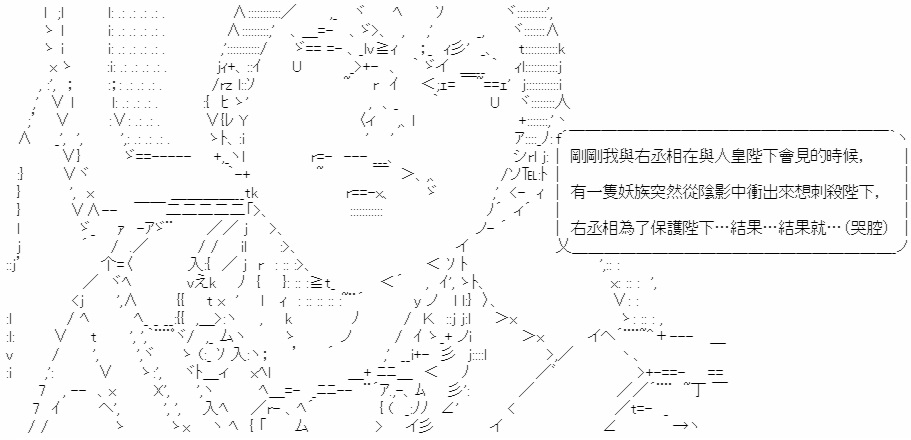 剛剛我與右丞相在與人皇陛下會見的時候，
有一隻妖族突然從陰影中衝出來想刺殺陛下，
右丞相為了保護陛下…結果…結果就…(哭腔)